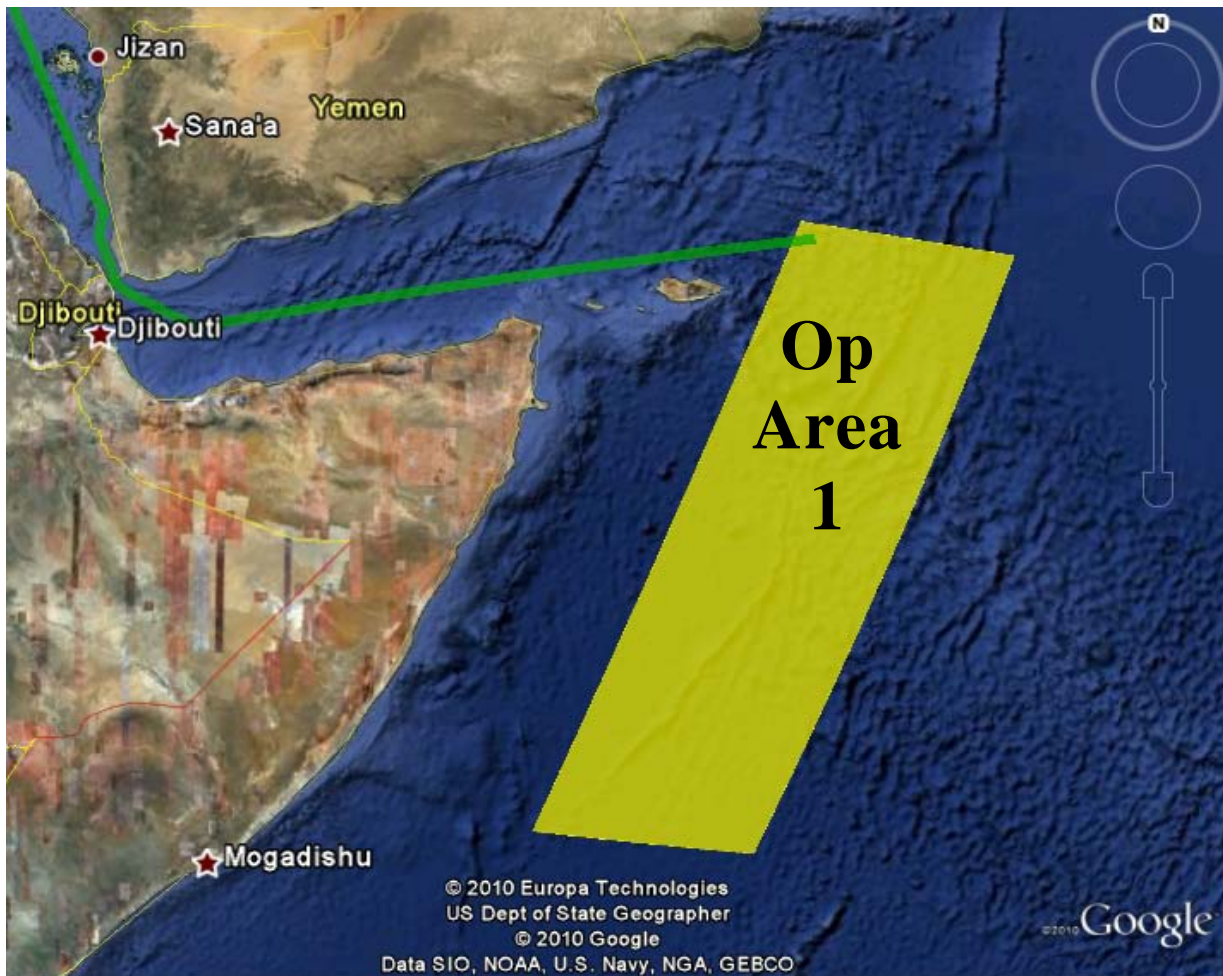 N
Jizan
Yemen
Sana'a
Djibouti
Djibouti
Op
Area
1
Mogadishu
© 2010 Europa Technologies
US Dept of State Geographer
© 2010 Google
Data SIO, NOAA, U.S. Navy, NGA, GEBCO
©2010 Google